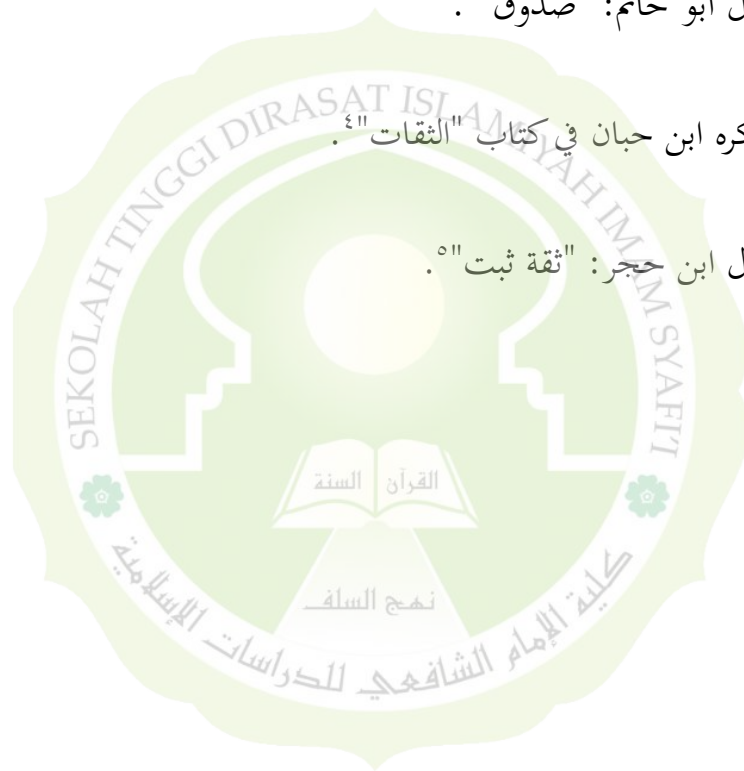 ل أبو حاتم: "صدوق".
كره ابن حبان في كتاب "الثقات"٤.
ل ابن حجر: "ثقة ثبت"٥.
SEKOLAH TINGGI DIRASAT ISLAMIYAH IMAM SYAFI'I
القرآن السنة
نهج السلف
كلية الإمام الشافعي للدراسات الإسلامية